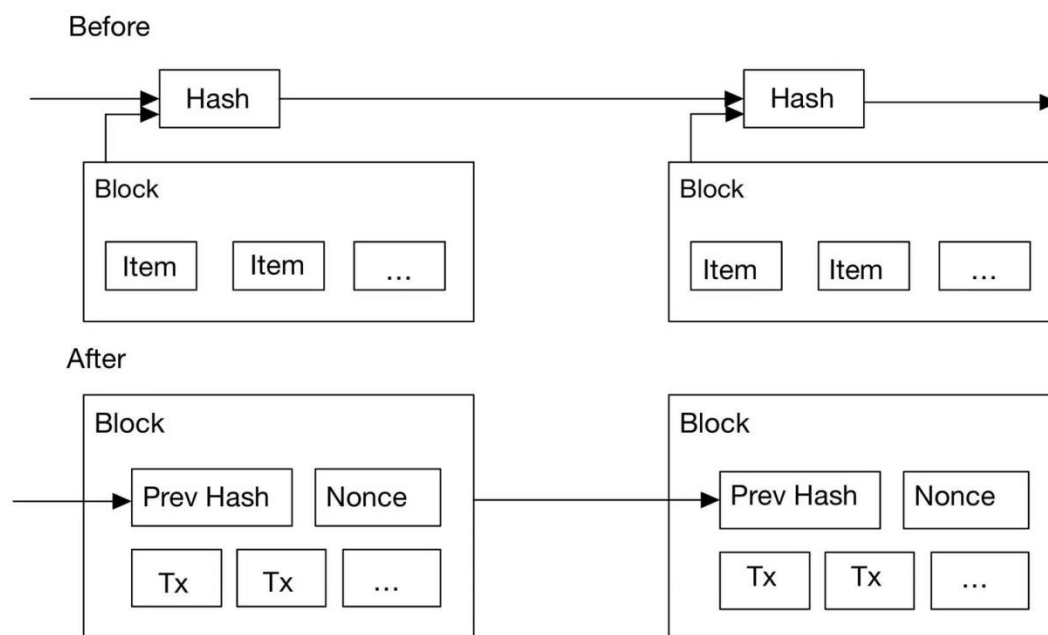 Before
Hash Hash
Block Block
Item Item ... Item Item ...
After
Block Block
Prev Hash Nonce Prev Hash Nonce
Tx Tx ... Tx Tx ...